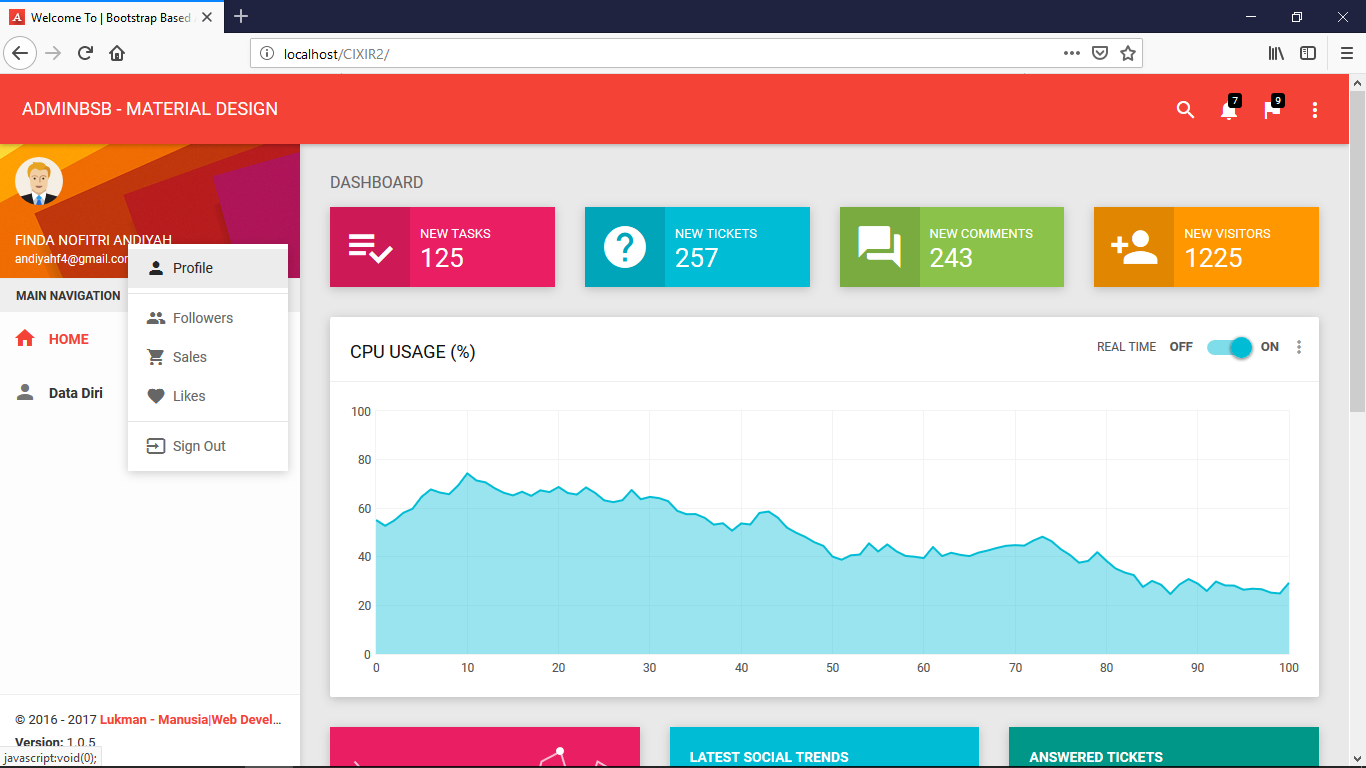 Welcome To | Bootstrap Based
localhost/CIXIR2/
ADMINBSB - MATERIAL DESIGN
7
9
FINDA NOFITRI ANDIYAH
Profile
Followers
Sales
Likes
Sign Out
MAIN NAVIGATION
HOME
Data Diri
© 2016 - 2017 Lukman - Manusia|Web Devel...
Version: 1.0.5
javascript:void(0);
DASHBOARD
NEW TASKS
125
NEW TICKETS
257
NEW COMMENTS
243
NEW VISITORS
1225
CPU USAGE (%)
REAL TIME OFF ON
100
80
60
40
20
0
0 10 20 30 40 50 60 70 80 90 100
LATEST SOCIAL TRENDS
ANSWERED TICKETS